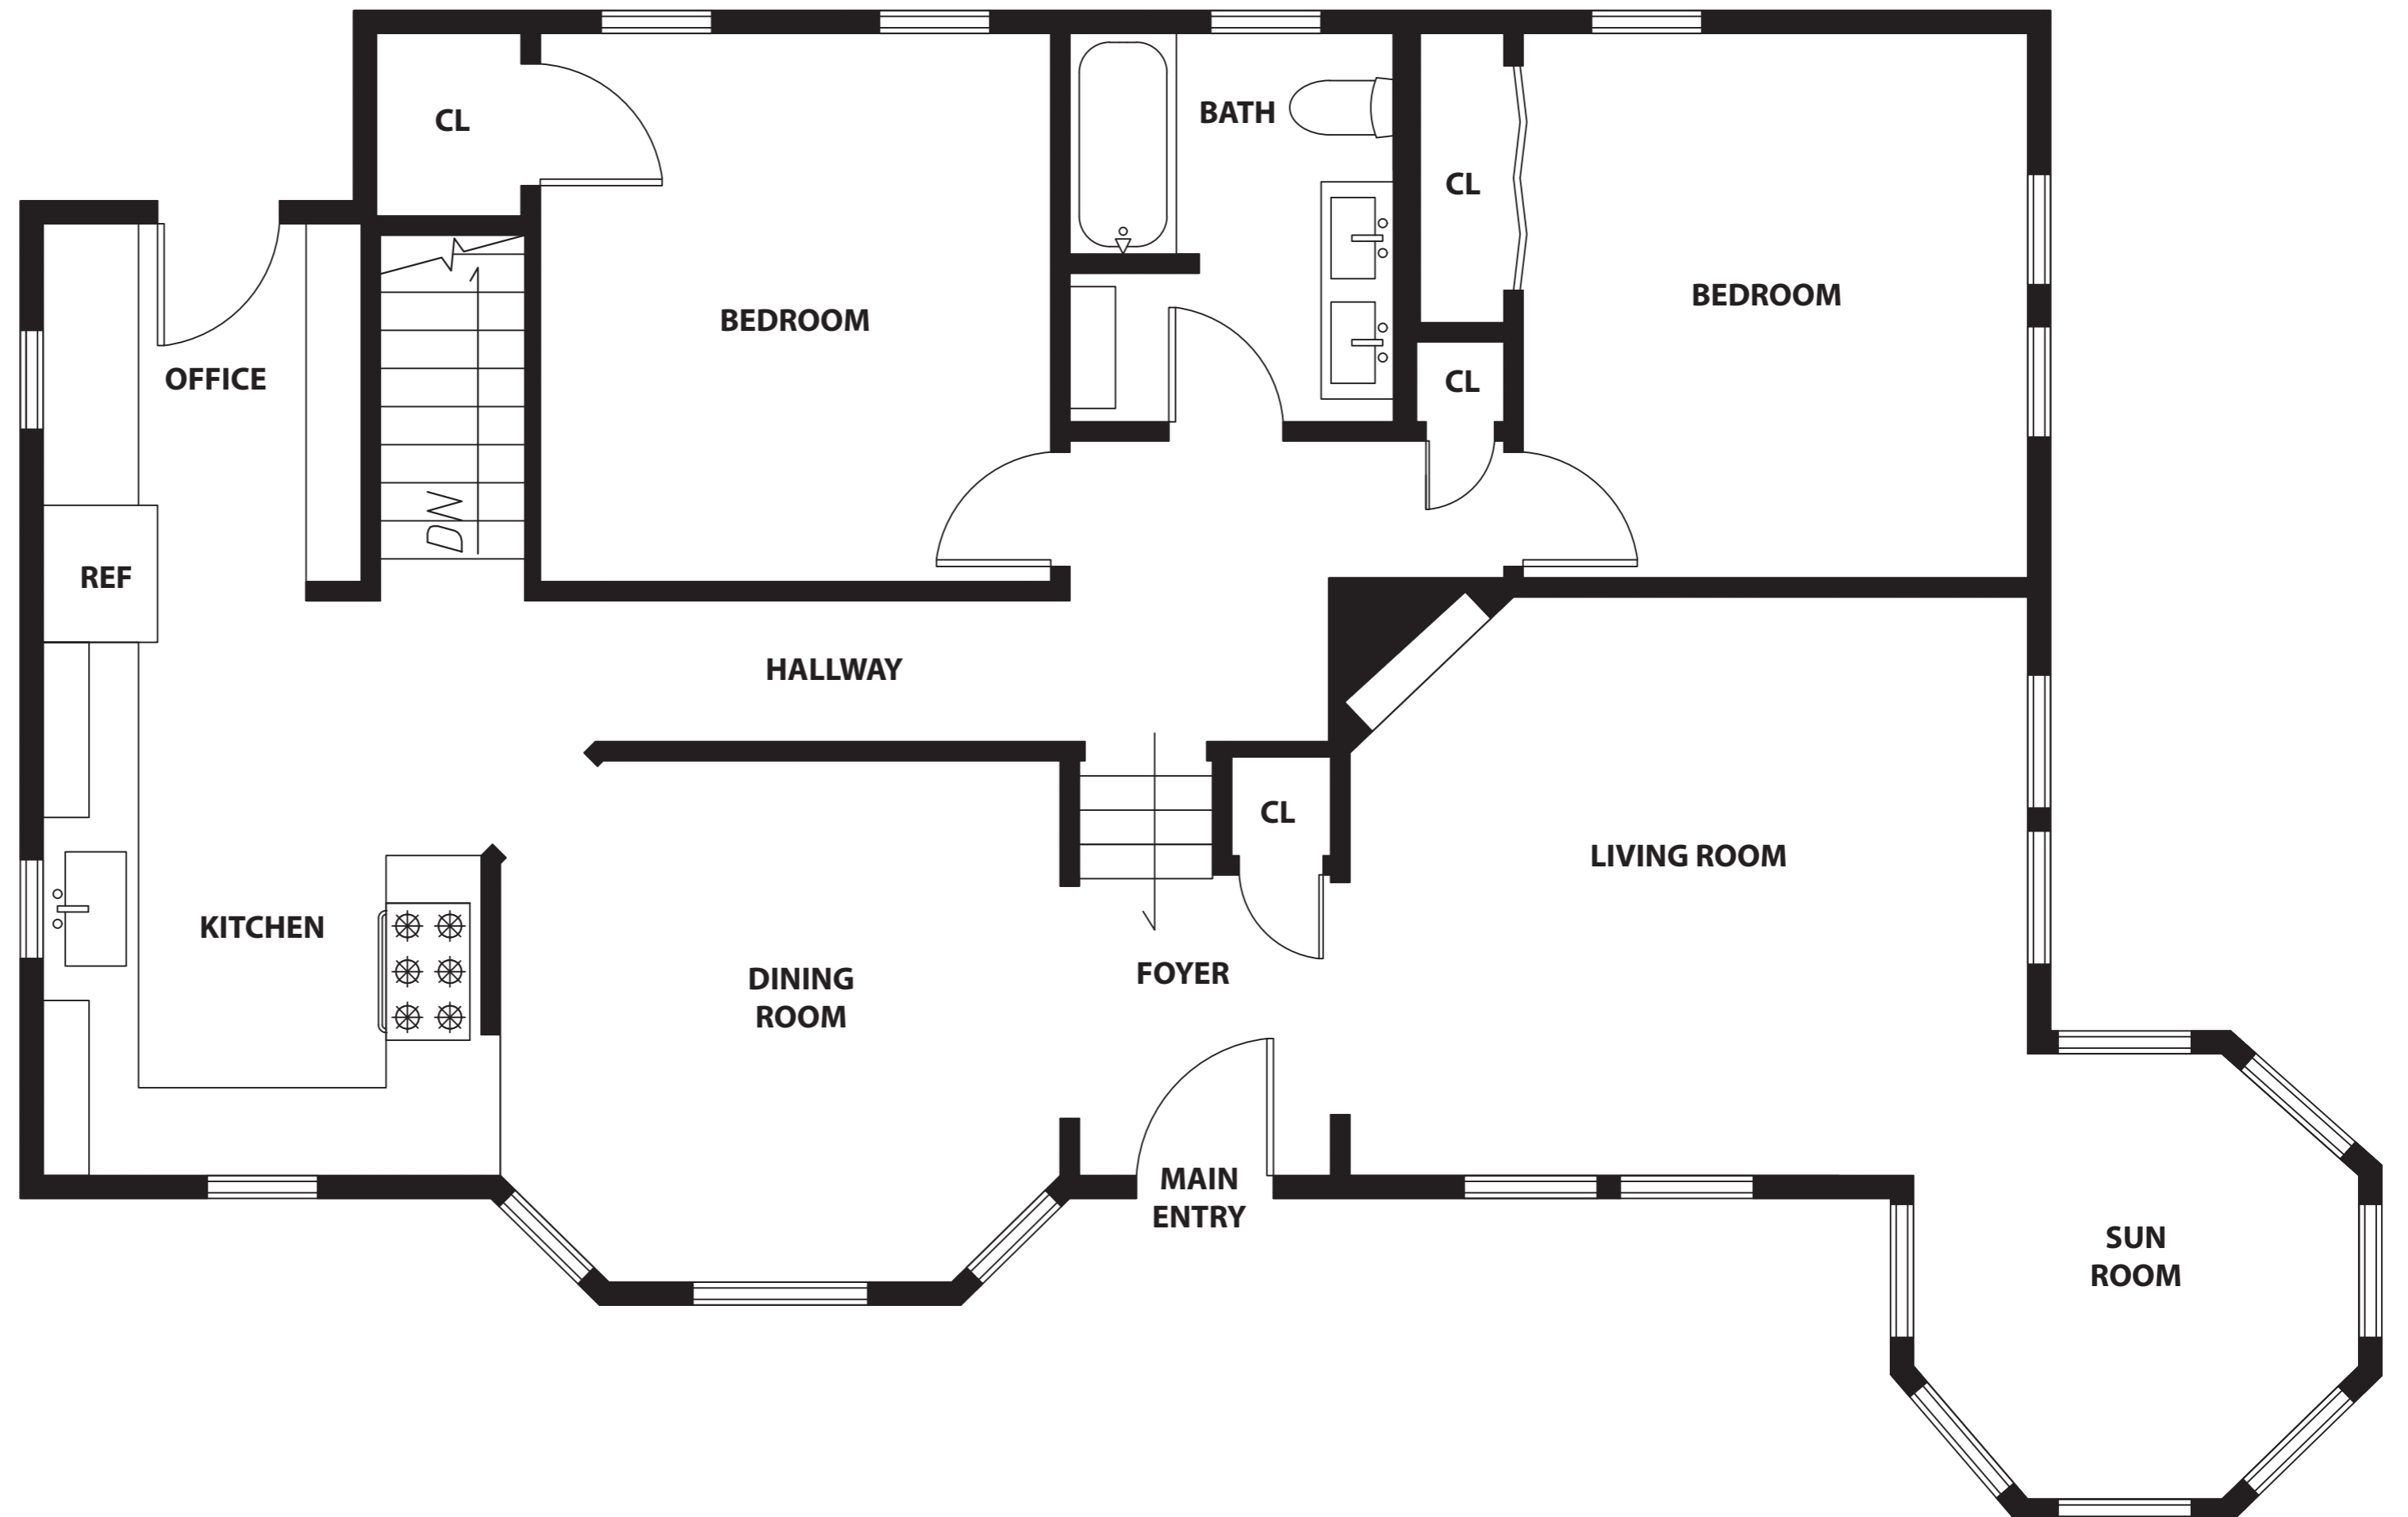 CL
BATH
CL
BEDROOM
BEDROOM
OFFICE
CL
DN
REF
HALLWAY
CL
LIVING ROOM
KITCHEN
DINING
ROOM
FOYER
MAIN
ENTRY
SUN
ROOM